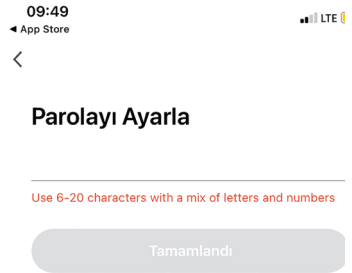 09:49
◀ App Store
LTE
Parolayı Ayarla
Use 6-20 characters with a mix of letters and numbers
Tamamlandı